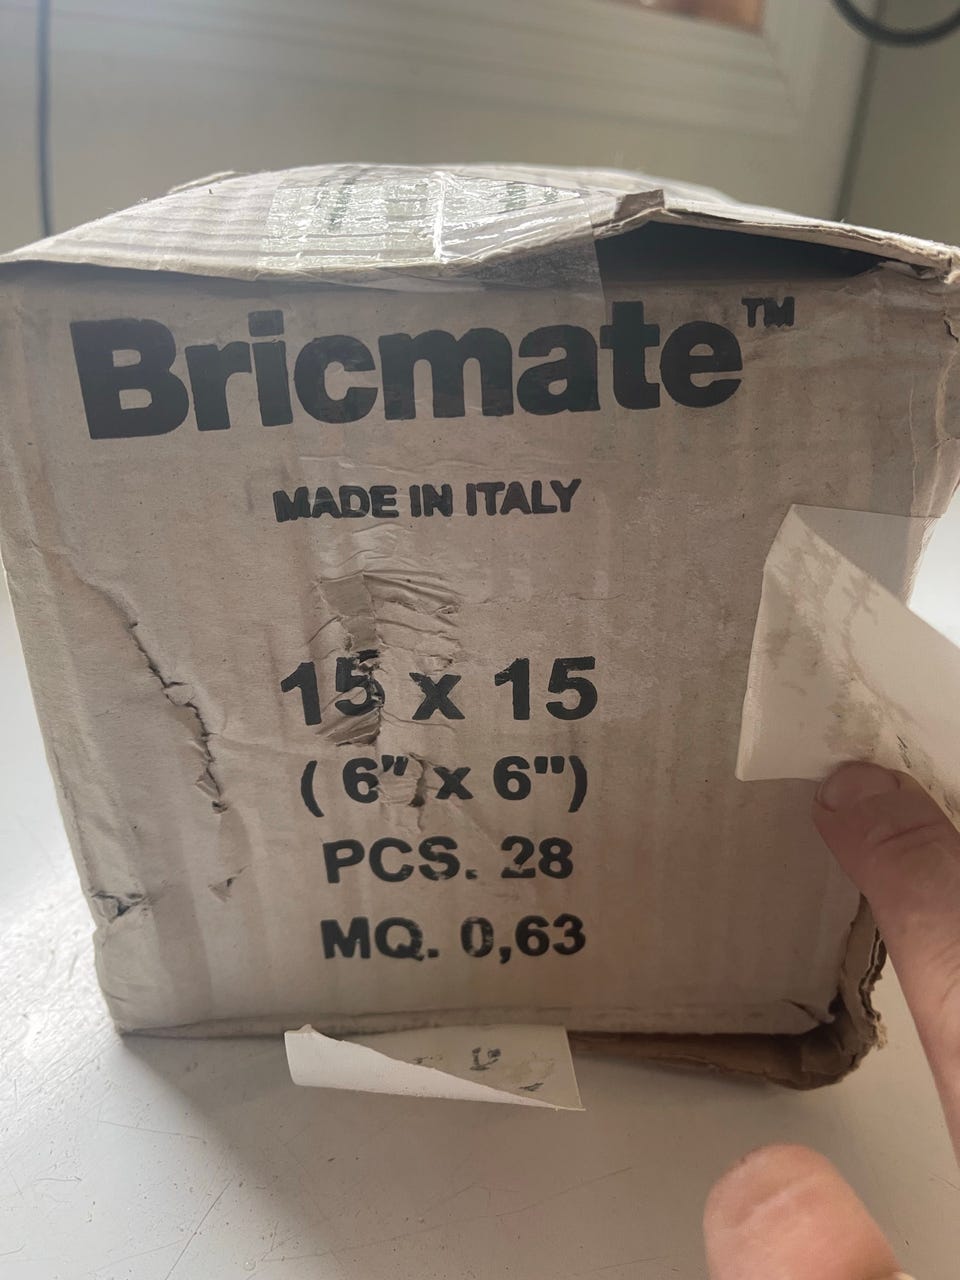 Bricmate™
MADE IN ITALY
15 x 15
(6" x 6")
PCS. 28
MQ. 0,63